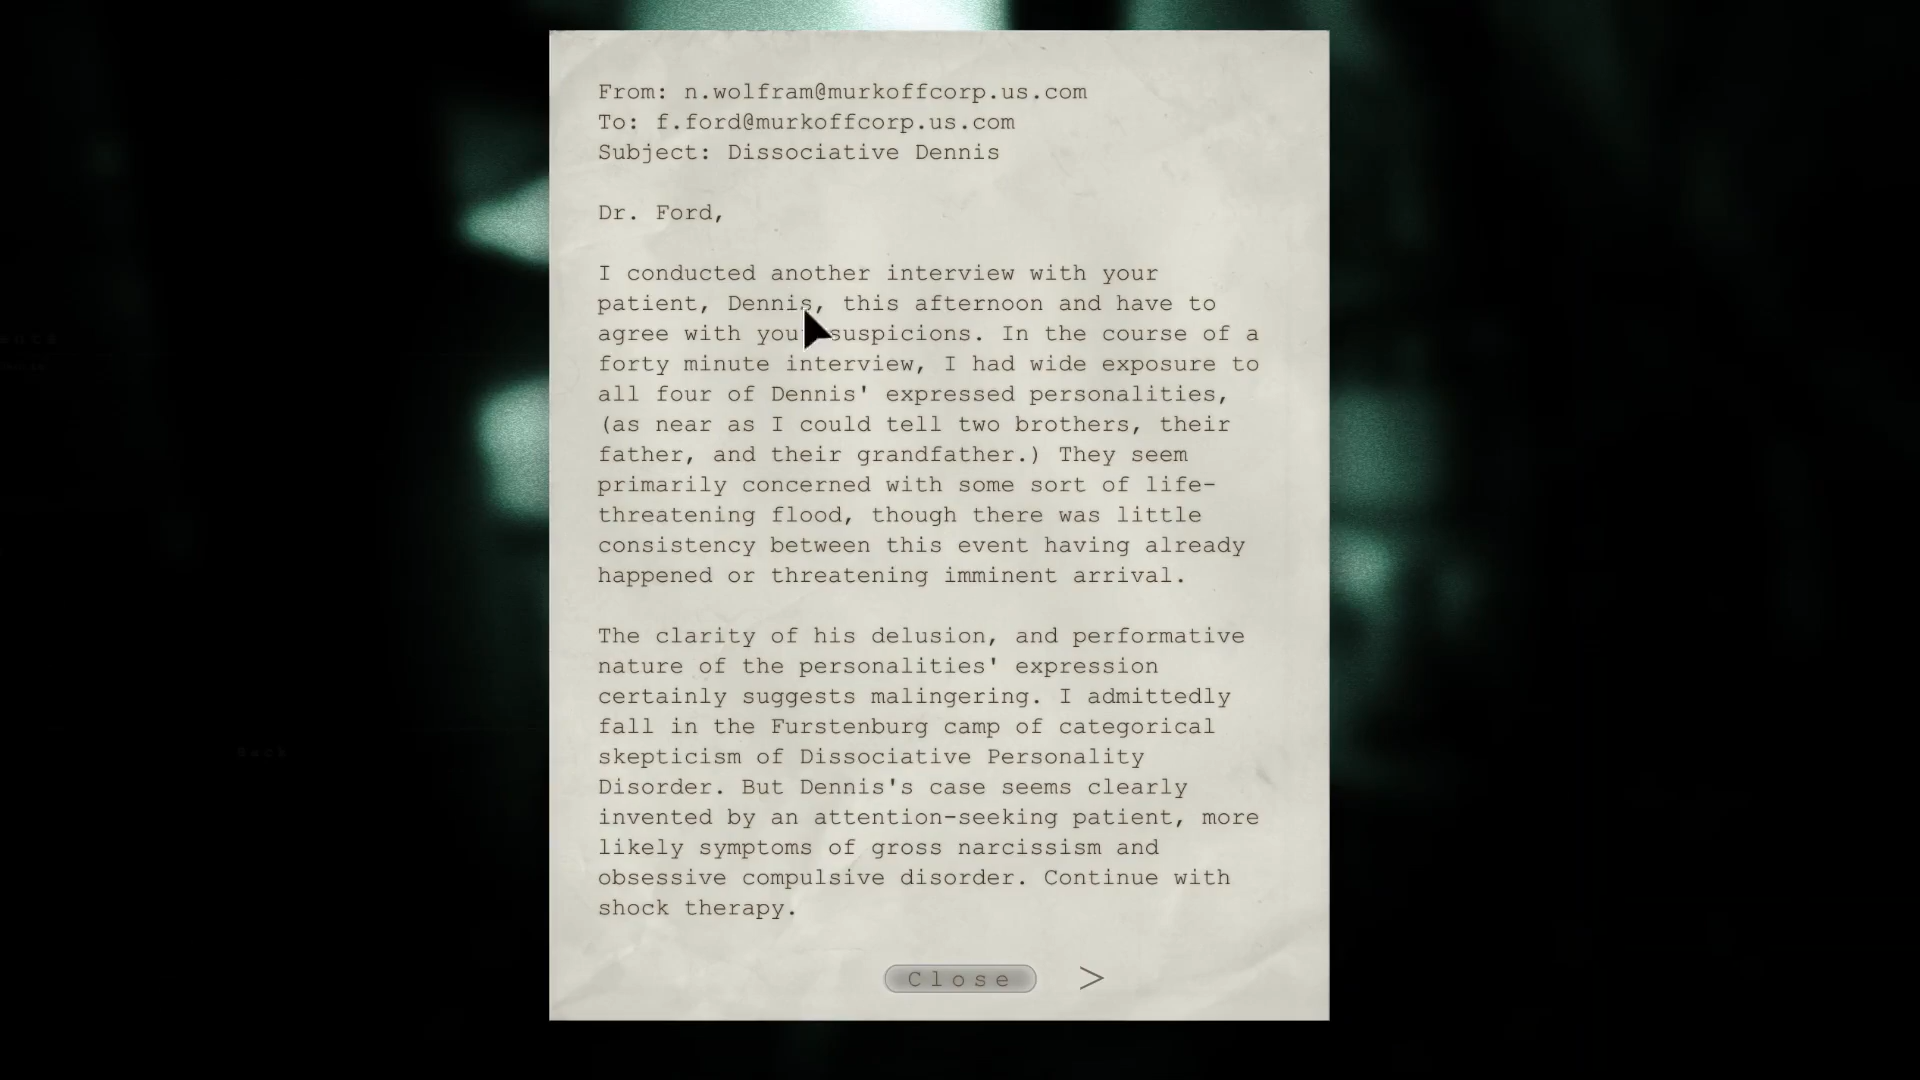 From: n.wolfram@murkoffcorp.us.com
To: f.ford@murkoffcorp.us.com
Subject: Dissociative Dennis
Dr. Ford,
I conducted another interview with your
patient, Dennis, this afternoon and have to
agree with your suspicions. In the course of a
forty minute interview, I had wide exposure to
all four of Dennis' expressed personalities,
(as near as I could tell two brothers, their
father, and their grandfather.) They seem
primarily concerned with some sort of life-
threatening flood, though there was little
consistency between this event having already
happened or threatening imminent arrival.
The clarity of his delusion, and performative
nature of the personalities' expression
certainly suggests malingering. I admittedly
fall in the Furstenburg camp of categorical
skepticism of Dissociative Personality
Disorder. But Dennis's case seems clearly
invented by an attention-seeking patient, more
likely symptoms of gross narcissism and
obsessive compulsive disorder. Continue with
shock therapy.
Close >
Back